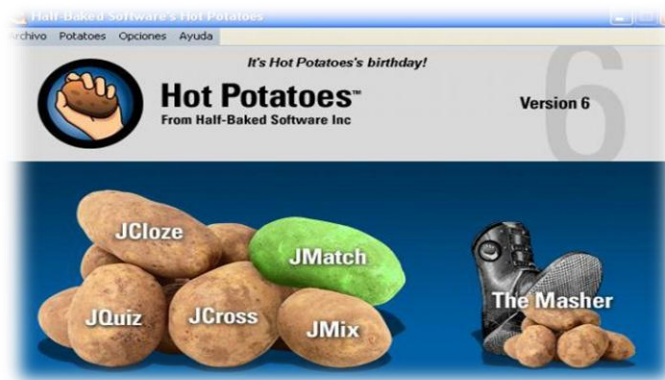 Half-Baked Software's Hot Potatoes
Archivo Potatoes Opciones Ayuda
It's Hot Potatoes's birthday!
Hot Potatoes™
From Half-Baked Software Inc
Version 6
6
JCloze
JMatch
JQuiz
JCross
JMix
The Masher